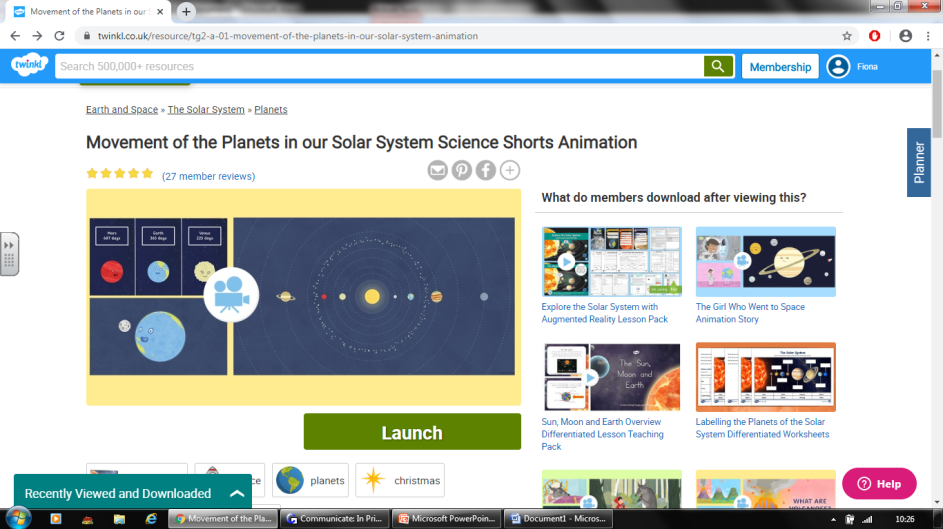 Movement of the Planets in our S
twinkl.co.uk/resource/tg2-a-01-movement-of-the-planets-in-our-solar-system-animation
twinkl
Search 500,000+ resources
Membership
Fiona
Earth and Space » The Solar System » Planets
Movement of the Planets in our Solar System Science Shorts Animation
(27 member reviews)
Planner
What do members download after viewing this?
Mars
687 days
Earth
365 days
Venus
225 days
Explore the Solar System with
Augmented Reality Lesson Pack
The Girl Who Went to Space
Animation Story
The Sun,
Moon and
Earth
The Solar System
Sun, Moon and Earth Overview
Differentiated Lesson Teaching
Pack
Labelling the Planets of the Solar
System Differentiated Worksheets
Launch
ce
planets
christmas
WHAT ARE
Help
Recently Viewed and Downloaded
Movement of the Pla...
Communicate: In Pri...
Microsoft PowerPoin...
Document1 - Micros...
10:26